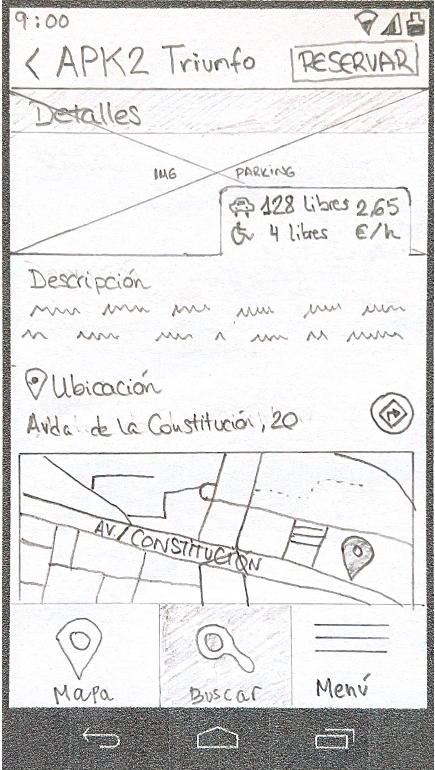 9:00
< APK2 Triunfo RESERVAR
Detalles
IMG PARKING
128 libres 2,65
4 libres €/h
Descripción
Ubicación
Avda de la Constitución, 20
AV./CONSTITUCIÓN
Mapa Buscar Menú